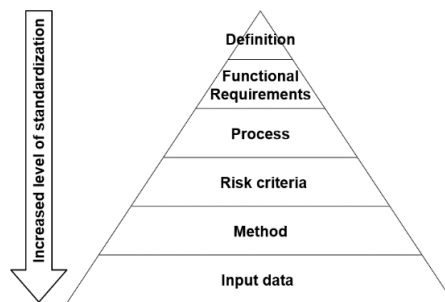 Increased level of standardization
Definition
Functional
Requirements
Process
Risk criteria
Method
Input data